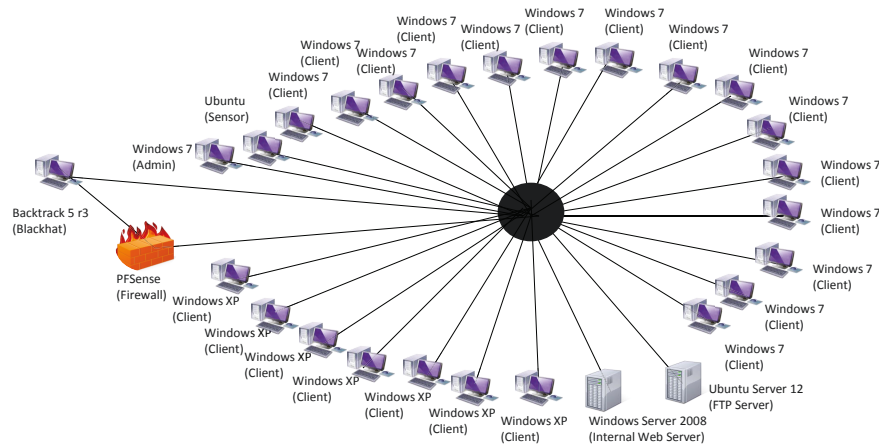 Windows 7
(Client)
Windows 7
(Client)
Windows 7
(Client)
Windows 7
(Client)
Windows 7
(Client)
Windows 7
(Client)
Windows 7
(Client)
Windows 7
(Client)
Windows 7
(Client)
Windows 7
(Client)
Windows 7
(Client)
Windows 7
(Client)
Windows 7
(Client)
Windows 7
(Client)
Windows 7
(Client)
Ubuntu
(Sensor)
Windows 7
(Admin)
Backtrack 5 r3
(Blackhat)
PFSense
(Firewall)
Windows XP
(Client)
Windows XP
(Client)
Windows XP
(Client)
Windows XP
(Client)
Windows XP
(Client)
Windows XP
(Client)
Windows XP
(Client)
Windows Server 2008
(Internal Web Server)
Ubuntu Server 12
(FTP Server)